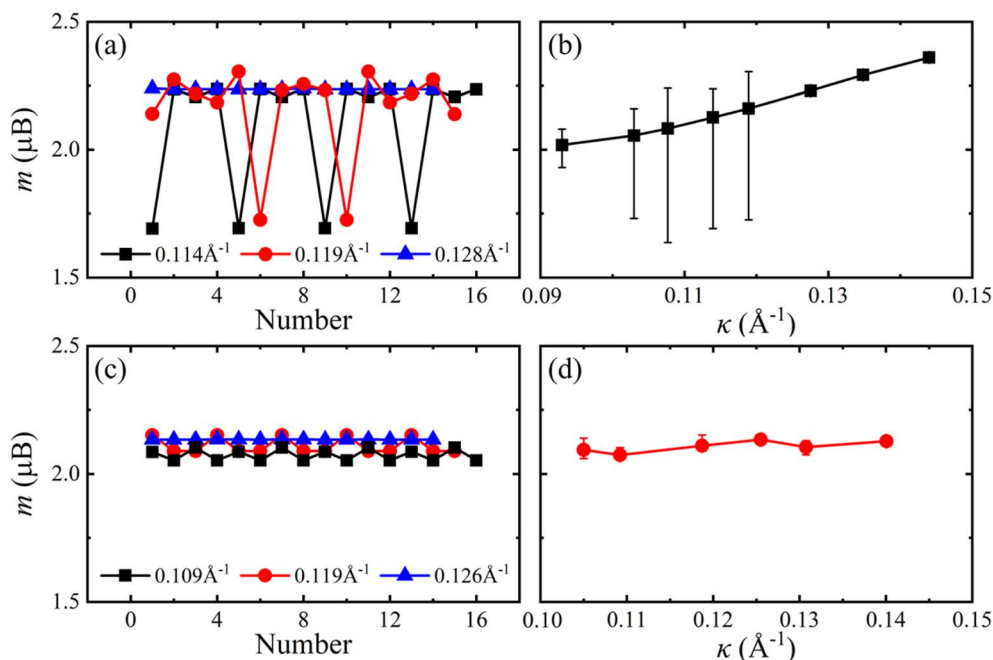 (a)
2.5
2.0
1.5
m (μB)
0.114Å⁻¹ 0.119Å⁻¹ 0.128Å⁻¹
0 4 8 12 16
Number
(b)
0.09 0.11 0.13 0.15
κ (Å⁻¹)
(c)
2.5
2.0
1.5
m (μB)
0.109Å⁻¹ 0.119Å⁻¹ 0.126Å⁻¹
0 4 8 12 16
Number
(d)
0.10 0.11 0.12 0.13 0.14 0.15
κ (Å⁻¹)